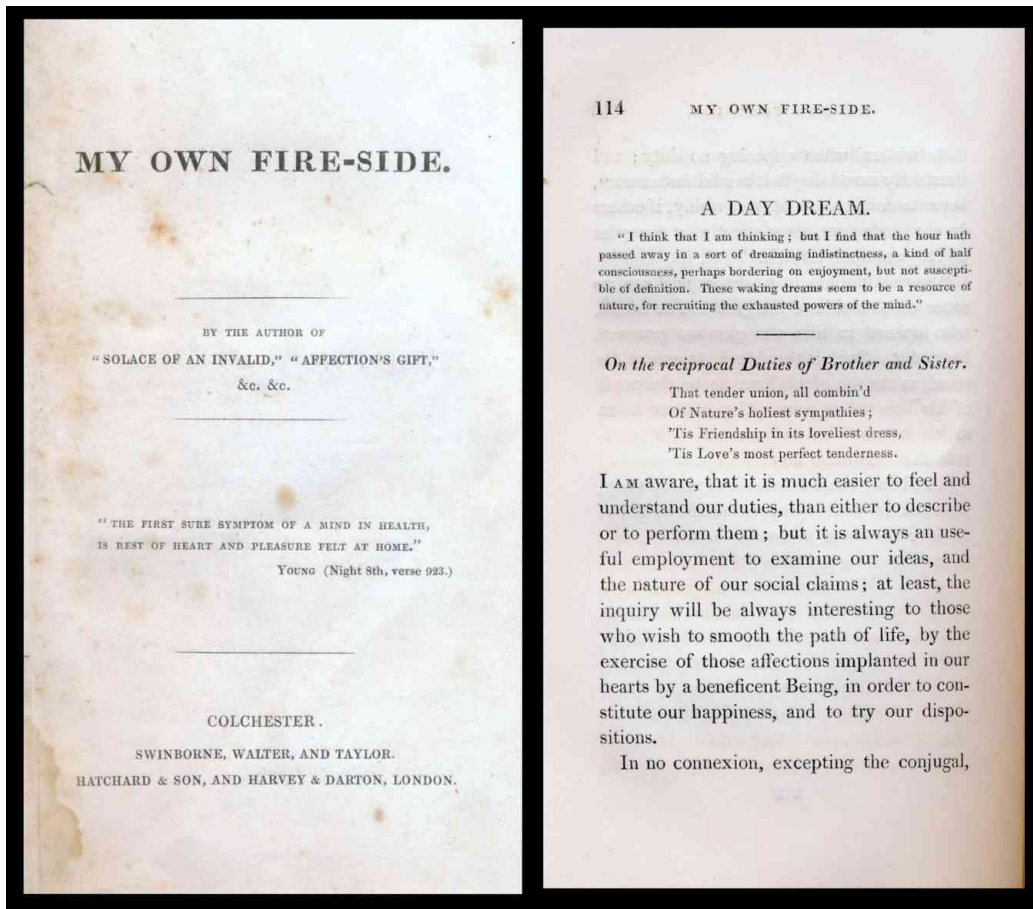 MY OWN FIRE-SIDE.
BY THE AUTHOR OF
"SOLACE OF AN INVALID," "AFFECTION'S GIFT,"
&c. &c.
"THE FIRST SURE SYMPTOM OF A MIND IN HEALTH,
IS REST OF HEART AND PLEASURE FELT AT HOME."
YOUNG (Night 8th, verse 923.)
COLCHESTER.
SWINBORNE, WALTER, AND TAYLOR.
HATCHARD & SON, AND HARVEY & DARTON, LONDON.
114 MY OWN FIRE-SIDE.
A DAY DREAM.
"I think that I am thinking; but I find that the hour hath
passed away in a sort of dreaming indistinctness, a kind of half
consciousness, perhaps bordering on enjoyment, but not suscepti-
ble of definition. These waking dreams seem to be a resource of
nature, for recruiting the exhausted powers of the mind."
On the reciprocal Duties of Brother and Sister.
That tender union, all combin'd
Of Nature's holiest sympathies;
'Tis Friendship in its loveliest dress,
'Tis Love's most perfect tenderness.
I AM aware, that it is much easier to feel and
understand our duties, than either to describe
or to perform them; but it is always an use-
ful employment to examine our ideas, and
the nature of our social claims; at least, the
inquiry will be always interesting to those
who wish to smooth the path of life, by the
exercise of those affections implanted in our
hearts by a beneficent Being, in order to con-
stitute our happiness, and to try our dispo-
sitions.
In no connexion, excepting the conjugal,